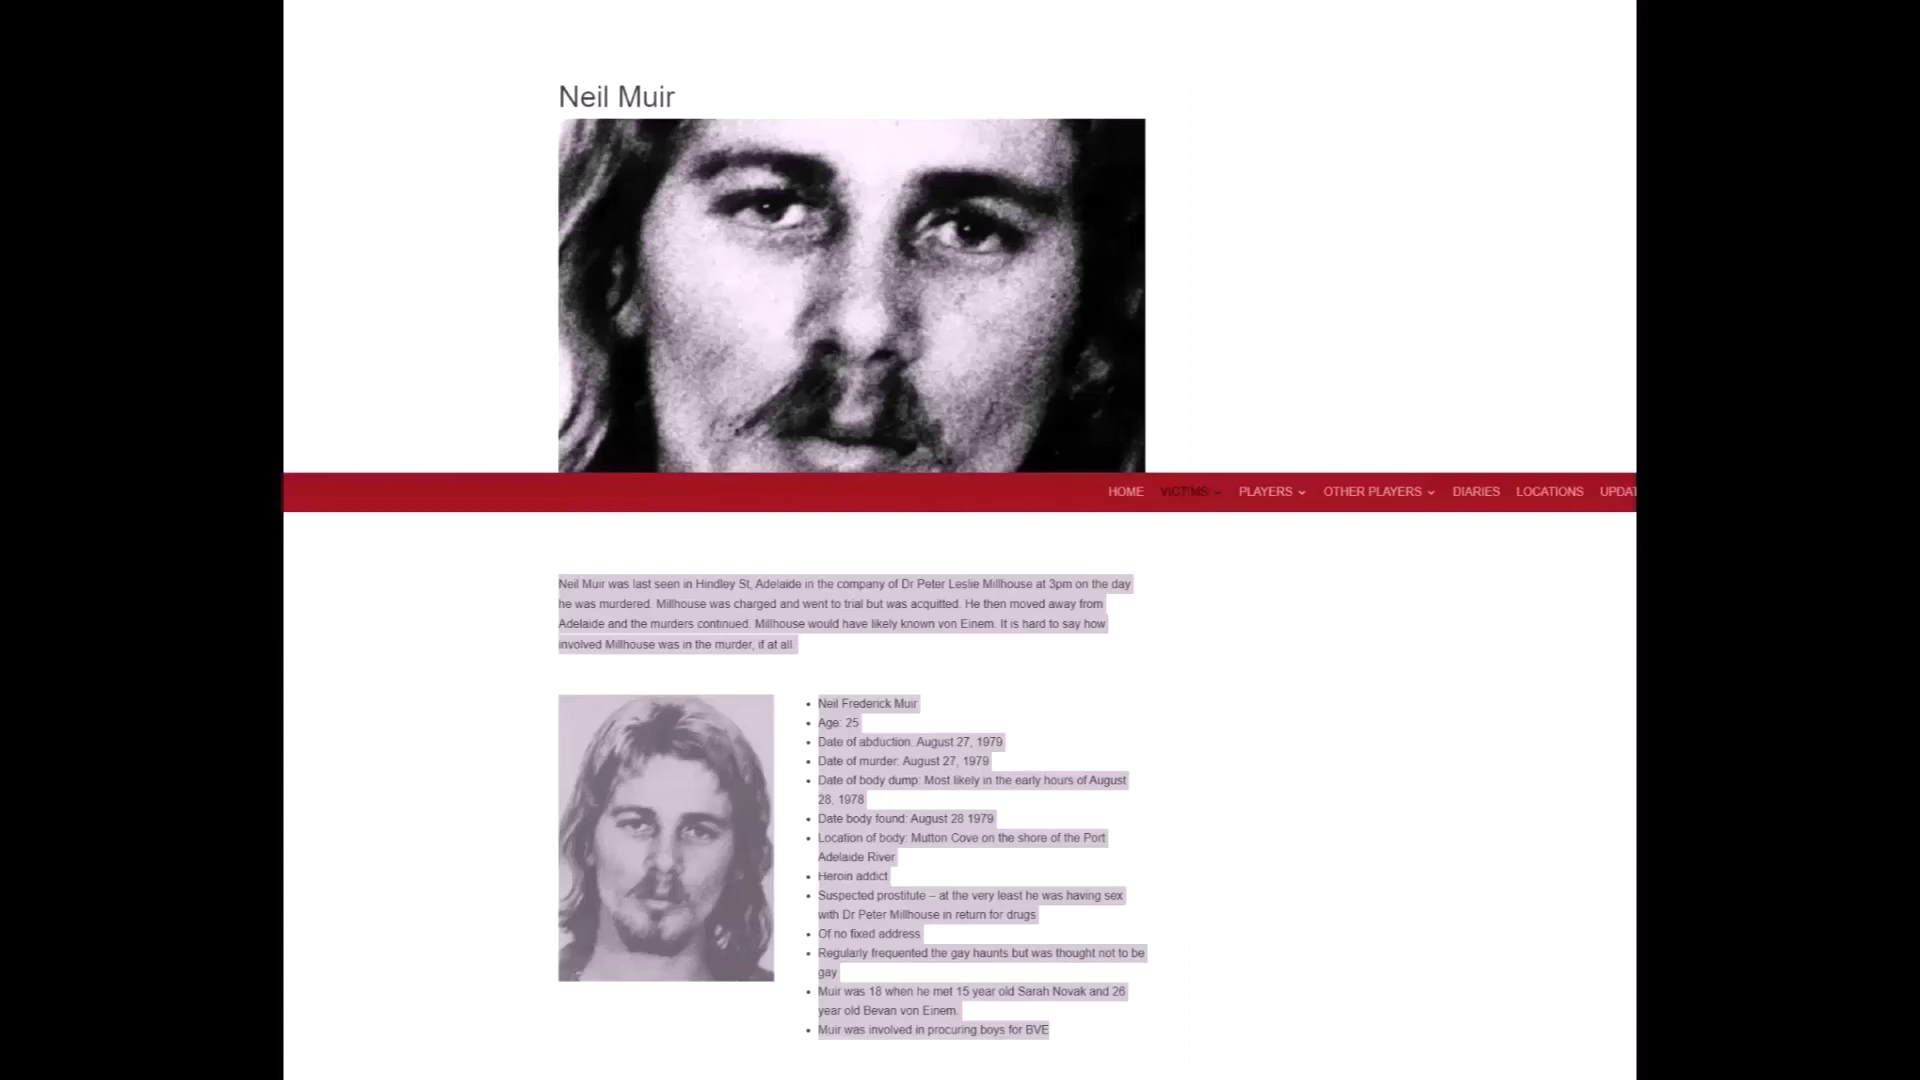 Neil Muir
HOME VICTIMS PLAYERS OTHER PLAYERS DIARIES LOCATIONS UPDAT
Neil Muir was last seen in Hindley St, Adelaide in the company of Dr Peter Leslie Millhouse at 3pm on the day
he was murdered. Millhouse was charged and went to trial but was acquitted. He then moved away from
Adelaide and the murders continued. Millhouse would have likely known von Einem. It is hard to say how
involved Millhouse was in the murder, if at all.
Neil Frederick Muir
Age: 25
Date of abduction: August 27, 1979
Date of murder: August 27, 1979
Date of body dump: Most likely in the early hours of August
28, 1978
Date body found: August 28 1979
Location of body: Mutton Cove on the shore of the Port
Adelaide River
Heroin addict
Suspected prostitute – at the very least he was having sex
with Dr Peter Millhouse in return for drugs
Of no fixed address
Regularly frequented the gay haunts but was thought not to be
gay
Muir was 18 when he met 15 year old Sarah Novak and 26
year old Bevan von Einem.
Muir was involved in procuring boys for BVE